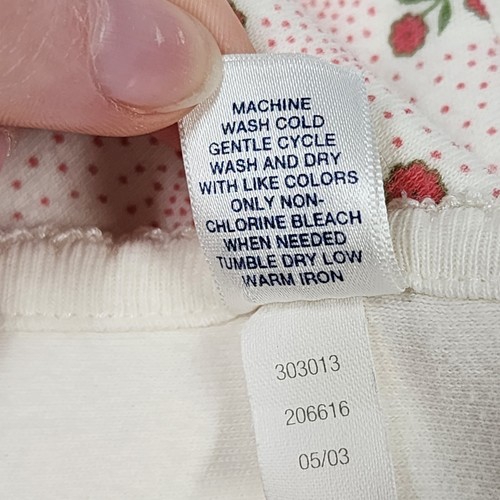 MACHINE
WASH COLD
GENTLE CYCLE
WASH AND DRY
WITH LIKE COLORS
ONLY NON-
CHLORINE BLEACH
WHEN NEEDED
TUMBLE DRY LOW
WARM IRON
303013
206616
05/03